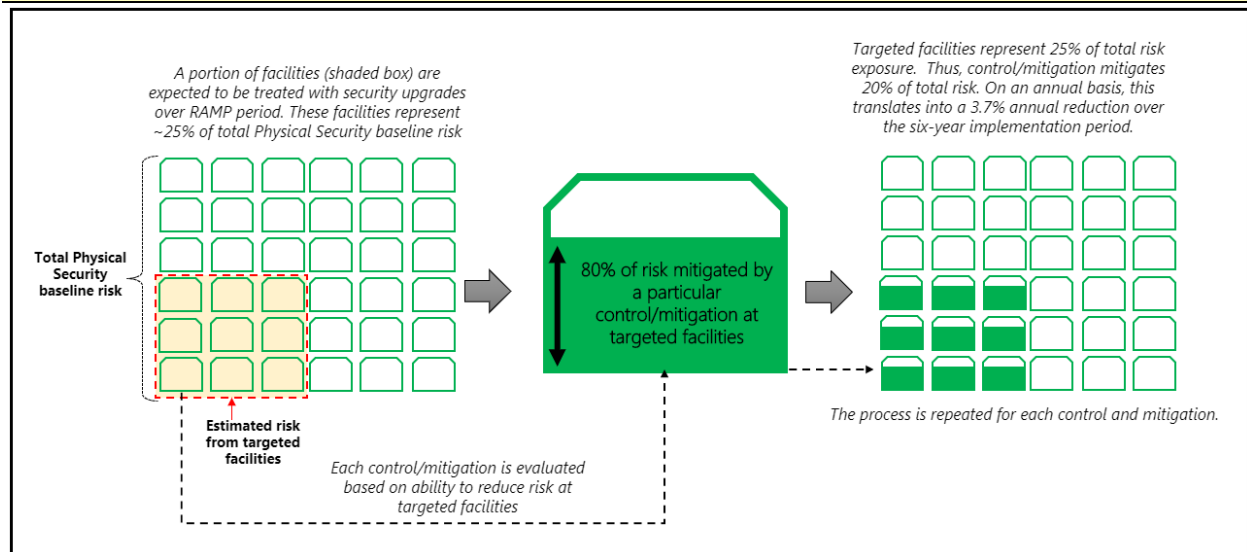 A portion of facilities (shaded box) are
expected to be treated with security upgrades
over RAMP period. These facilities represent
~25% of total Physical Security baseline risk
Targeted facilities represent 25% of total risk
exposure.  Thus, control/mitigation mitigates
20% of total risk. On an annual basis, this
translates into a 3.7% annual reduction over
the six-year implementation period.
Total Physical
Security
baseline risk
80% of risk mitigated by
a particular
control/mitigation at
targeted facilities
Estimated risk
from targeted
facilities
The process is repeated for each control and mitigation.
Each control/mitigation is evaluated
based on ability to reduce risk at
targeted facilities